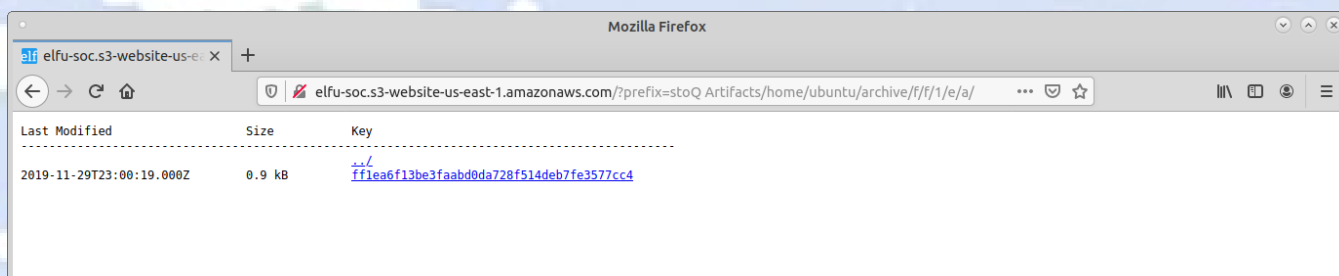 Mozilla Firefox
elf elfu-soc.s3-website-us-ea
elfu-soc.s3-website-us-east-1.amazonaws.com/?prefix=stoQ Artifacts/home/ubuntu/archive/f/f/1/e/a/
Last Modified Size Key
--------------------------------------------------------------------------------------------
../
2019-11-29T23:00:19.000Z 0.9 kB ff1ea6f13be3faabd0da728f514deb7fe3577cc4